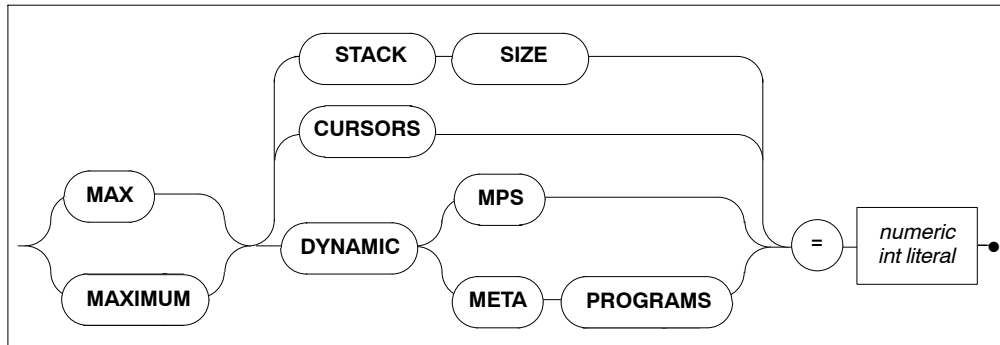 STACK SIZE
CURSORS
MAX
MPS
DYNAMIC
=
numeric
int literal
MAXIMUM
META PROGRAMS